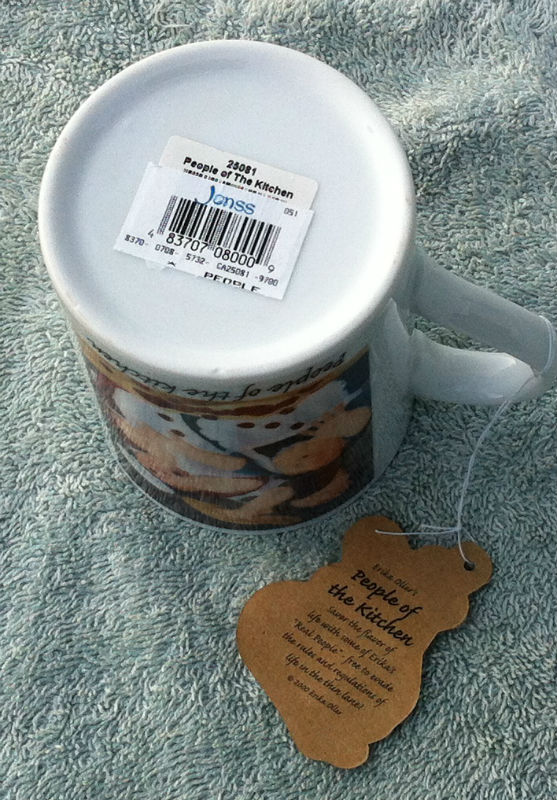 25081
People of The Kitchen
Jonss
051
4 83707 08000 9
8370- 0708- 5732- CA25081 -9700
PEOPLE
People of the Kitchen
Erika Oller's
People of
the Kitchen
Savor the flavor of
life with some of Erika's
"Real People" - free to evade
the rules and regulations of
life in the thin lane!
© 2000 Erika Oller